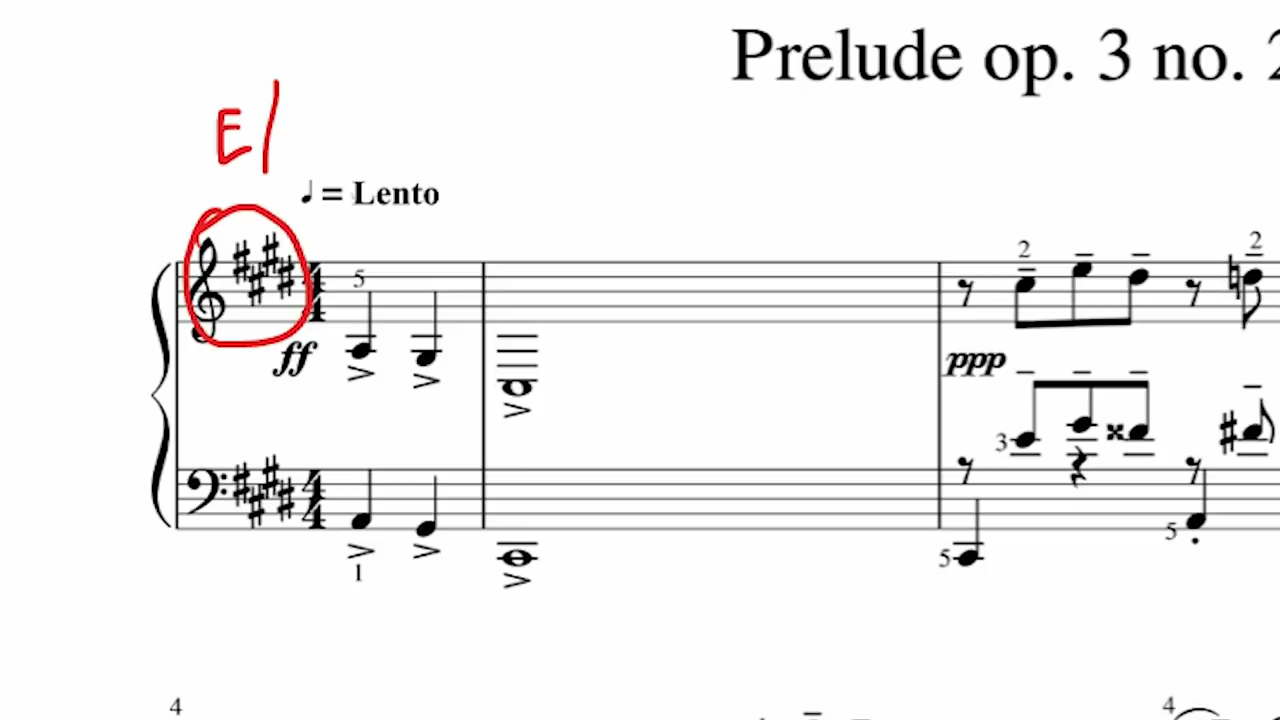 Prelude op. 3 no. 2
E/
♩ = Lento
5
2
2
ff
ppp
3
5
5
1
4
4